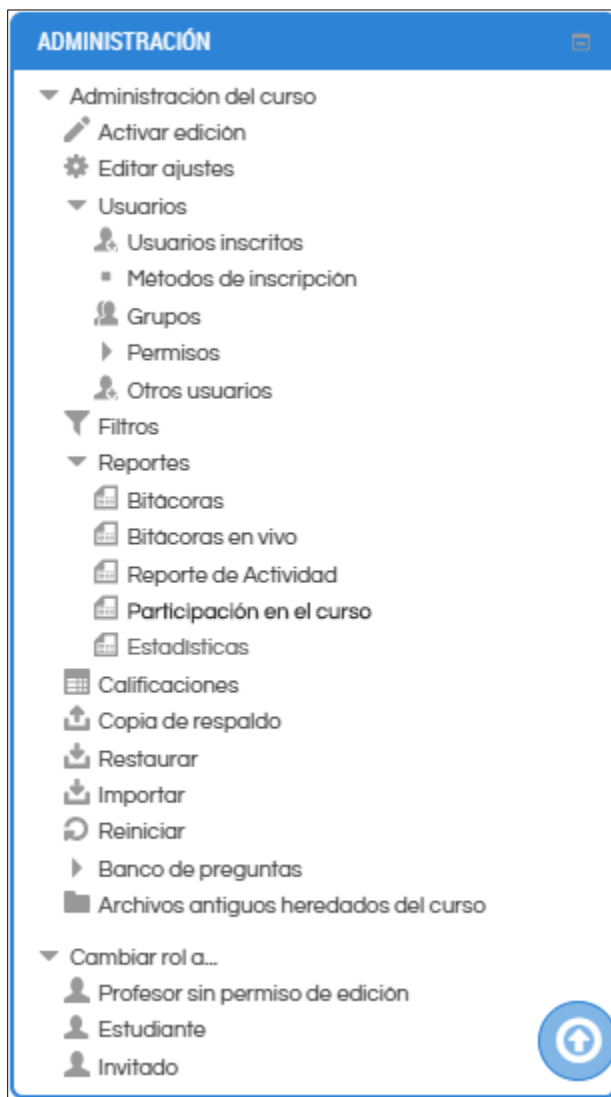 ADMINISTRACIÓN
Administración del curso
Activar edición
Editar ajustes
Usuarios
Usuarios inscritos
Métodos de inscripción
Grupos
Permisos
Otros usuarios
Filtros
Reportes
Bitácoras
Bitácoras en vivo
Reporte de Actividad
Participación en el curso
Estadísticas
Calificaciones
Copia de respaldo
Restaurar
Importar
Reiniciar
Banco de preguntas
Archivos antiguos heredados del curso
Cambiar rol a...
Profesor sin permiso de edición
Estudiante
Invitado